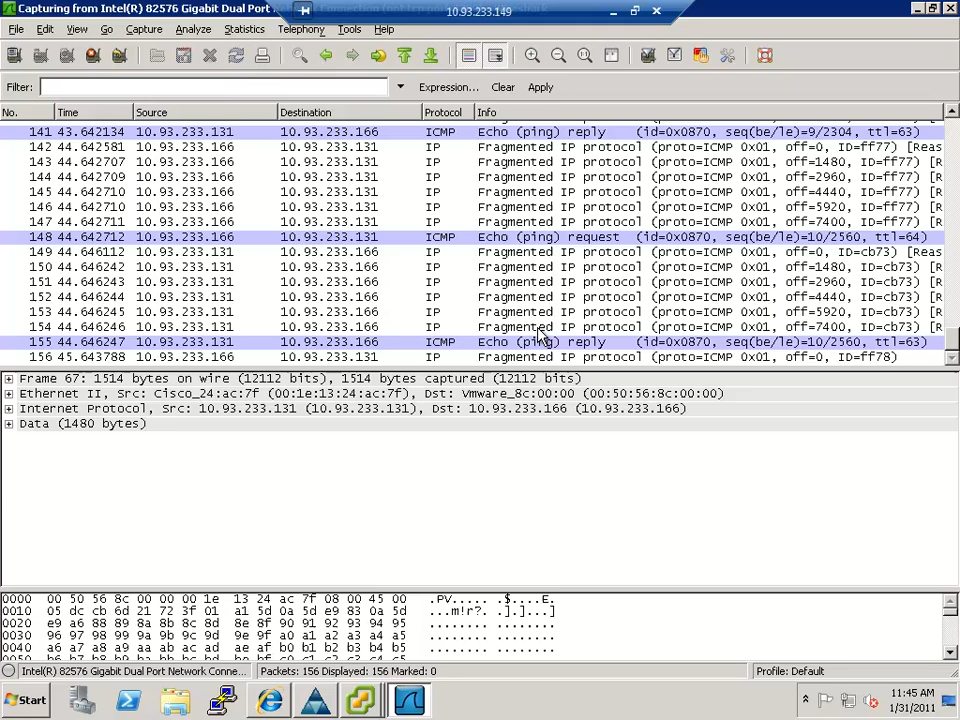 Capturing from Intel(R) 82576 Gigabit Dual Port
10.93.233.149
File Edit View Go Capture Analyze Statistics Telephony Tools Help
Filter: Expression... Clear Apply
No. Time Source Destination Protocol Info
141 43.642134 10.93.233.131 10.93.233.166 ICMP Echo (ping) reply (id=0x0870, seq(be/le)=9/2304, ttl=63)
142 44.642581 10.93.233.166 10.93.233.131 IP Fragmented IP protocol (proto=ICMP 0x01, off=0, ID=ff77) [Reas
143 44.642707 10.93.233.166 10.93.233.131 IP Fragmented IP protocol (proto=ICMP 0x01, off=1480, ID=ff77) [R
144 44.642709 10.93.233.166 10.93.233.131 IP Fragmented IP protocol (proto=ICMP 0x01, off=2960, ID=ff77) [R
145 44.642710 10.93.233.166 10.93.233.131 IP Fragmented IP protocol (proto=ICMP 0x01, off=4440, ID=ff77) [R
146 44.642710 10.93.233.166 10.93.233.131 IP Fragmented IP protocol (proto=ICMP 0x01, off=5920, ID=ff77) [R
147 44.642711 10.93.233.166 10.93.233.131 IP Fragmented IP protocol (proto=ICMP 0x01, off=7400, ID=ff77) [R
148 44.642712 10.93.233.166 10.93.233.131 ICMP Echo (ping) request (id=0x0870, seq(be/le)=10/2560, ttl=64)
149 44.646112 10.93.233.131 10.93.233.166 IP Fragmented IP protocol (proto=ICMP 0x01, off=0, ID=cb73) [Reas
150 44.646242 10.93.233.131 10.93.233.166 IP Fragmented IP protocol (proto=ICMP 0x01, off=1480, ID=cb73) [R
151 44.646243 10.93.233.131 10.93.233.166 IP Fragmented IP protocol (proto=ICMP 0x01, off=2960, ID=cb73) [R
152 44.646244 10.93.233.131 10.93.233.166 IP Fragmented IP protocol (proto=ICMP 0x01, off=4440, ID=cb73) [R
153 44.646245 10.93.233.131 10.93.233.166 IP Fragmented IP protocol (proto=ICMP 0x01, off=5920, ID=cb73) [R
154 44.646246 10.93.233.131 10.93.233.166 IP Fragmented IP protocol (proto=ICMP 0x01, off=7400, ID=cb73) [R
155 44.646247 10.93.233.131 10.93.233.166 ICMP Echo (ping) reply (id=0x0870, seq(be/le)=10/2560, ttl=63)
156 45.643788 10.93.233.166 10.93.233.131 IP Fragmented IP protocol (proto=ICMP 0x01, off=0, ID=ff78)
Frame 67: 1514 bytes on wire (12112 bits), 1514 bytes captured (12112 bits)
Ethernet II, Src: Cisco_24:ac:7f (00:1e:13:24:ac:7f), Dst: Vmware_8c:00:00 (00:50:56:8c:00:00)
Internet Protocol, Src: 10.93.233.131 (10.93.233.131), Dst: 10.93.233.166 (10.93.233.166)
Data (1480 bytes)
0000 00 50 56 8c 00 00 00 1e 13 24 ac 7f 08 00 45 00 .PV..... .$....E.
0010 05 dc cb 6d 21 72 3f 01 a1 5d 0a 5d e9 83 0a 5d ...m!r?. .].]...]
0020 e9 a6 88 89 8a 8b 8c 8d 8e 8f 90 91 92 93 94 95 ........ ........
0030 96 97 98 99 9a 9b 9c 9d 9e 9f a0 a1 a2 a3 a4 a5 ........ ........
0040 a6 a7 a8 a9 aa ab ac ad ae af b0 b1 b2 b3 b4 b5 ........ ........
Intel(R) 82576 Gigabit Dual Port Network Conne... Packets: 156 Displayed: 156 Marked: 0 Profile: Default
Start
11:45 AM
1/31/2011